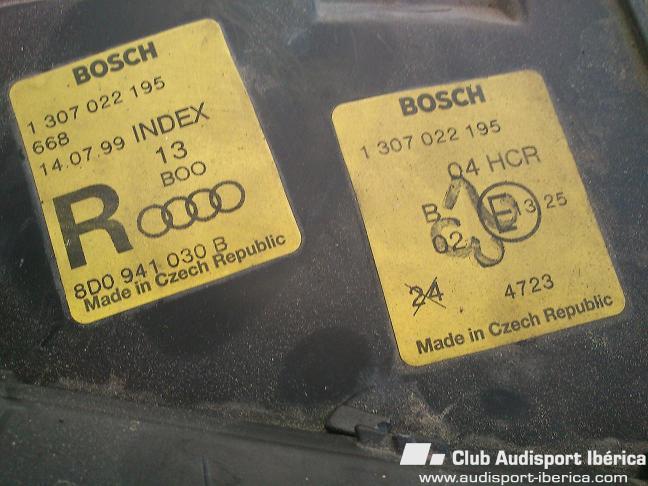 BOSCH
1 307 022 195
668
14.07.99 INDEX
13
BOO
R
8D0 941 030 B
Made in Czech Republic
BOSCH
1 307 022 195
04 HCR
B E 13 25
02
24 4723
Made in Czech Republic
Club Audisport Ibérica
www.audisport-iberica.com